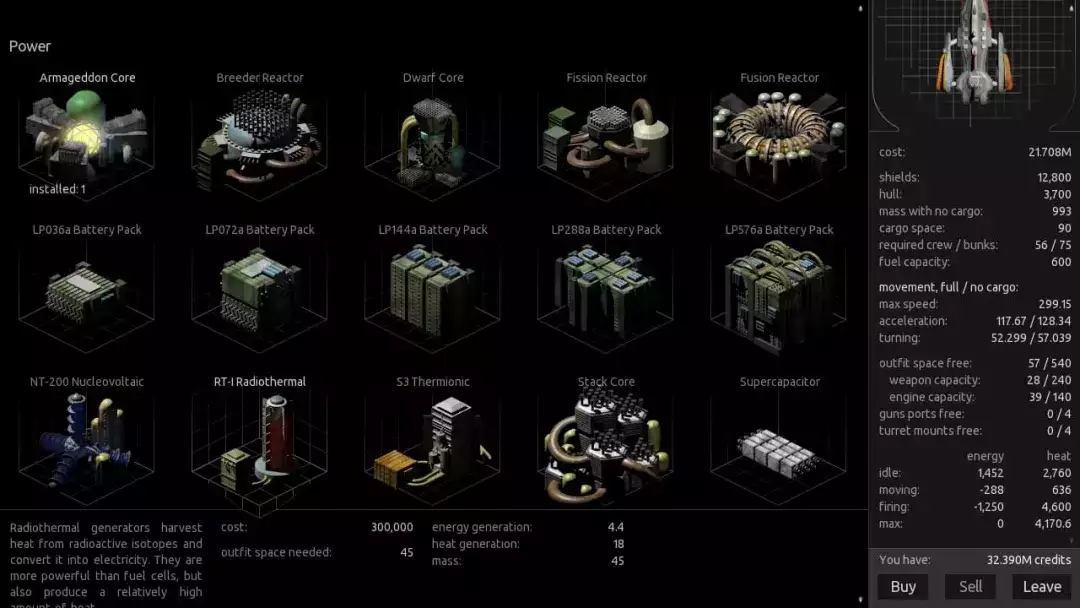 Power
Armageddon Core
Breeder Reactor
Dwarf Core
Fission Reactor
Fusion Reactor
installed: 1
LP036a Battery Pack
LP072a Battery Pack
LP144a Battery Pack
LP288a Battery Pack
LP576a Battery Pack
NT-200 Nucleovoltaic
RT-I Radiothermal
S3 Thermionic
Stack Core
Supercapacitor
Radiothermal generators harvest
heat from radioactive isotopes and
convert it into electricity. They are
more powerful than fuel cells, but
also produce a relatively high
amount of heat.
cost: 300,000
outfit space needed: 45
energy generation: 4.4
heat generation: 18
mass: 45
cost: 21.708M
shields: 12,800
hull: 3,700
mass with no cargo: 993
cargo space: 90
required crew / bunks: 56 / 75
fuel capacity: 600
movement, full / no cargo:
max speed: 299.15
acceleration: 117.67 / 128.34
turning: 52.299 / 57.039
outfit space free: 57 / 540
weapon capacity: 28 / 240
engine capacity: 39 / 140
guns ports free: 0 / 4
turret mounts free: 0 / 4
energy heat
idle: 1,452 2,760
moving: -288 636
firing: -1,250 4,600
max: 0 4,170.6
You have: 32.390M credits
Buy Sell Leave